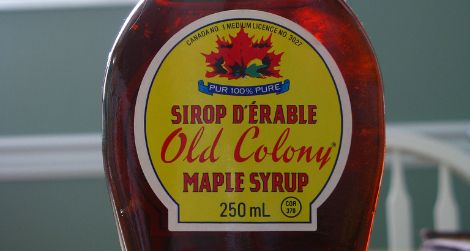 CANADA NO. 1 MEDIUM LICENCE NO. 3027
PUR 100% PURE
SIROP D'ÉRABLE
Old Colony®
MAPLE SYRUP
250 mL
COR
378